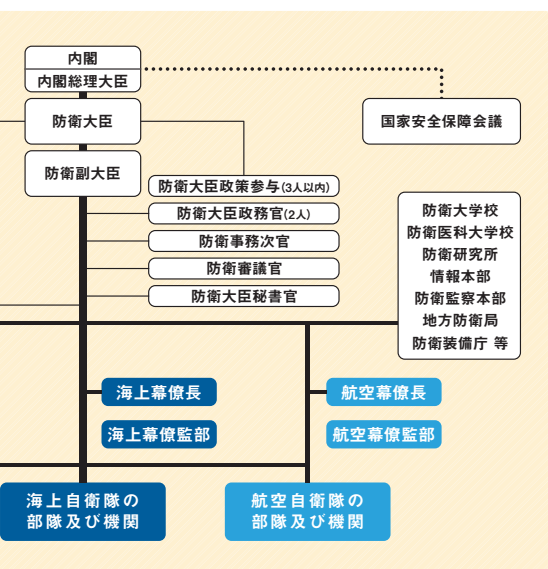 内閣
内閣総理大臣
防衛大臣
国家安全保障会議
防衛副大臣
防衛大臣政策参与(3人以内)
防衛大臣政務官(2人)
防衛事務次官
防衛審議官
防衛大臣秘書官
防衛大学校
防衛医科大学校
防衛研究所
情報本部
防衛監察本部
地方防衛局
防衛装備庁 等
海上幕僚長
海上幕僚監部
航空幕僚長
航空幕僚監部
海上自衛隊の
部隊及び機関
航空自衛隊の
部隊及び機関